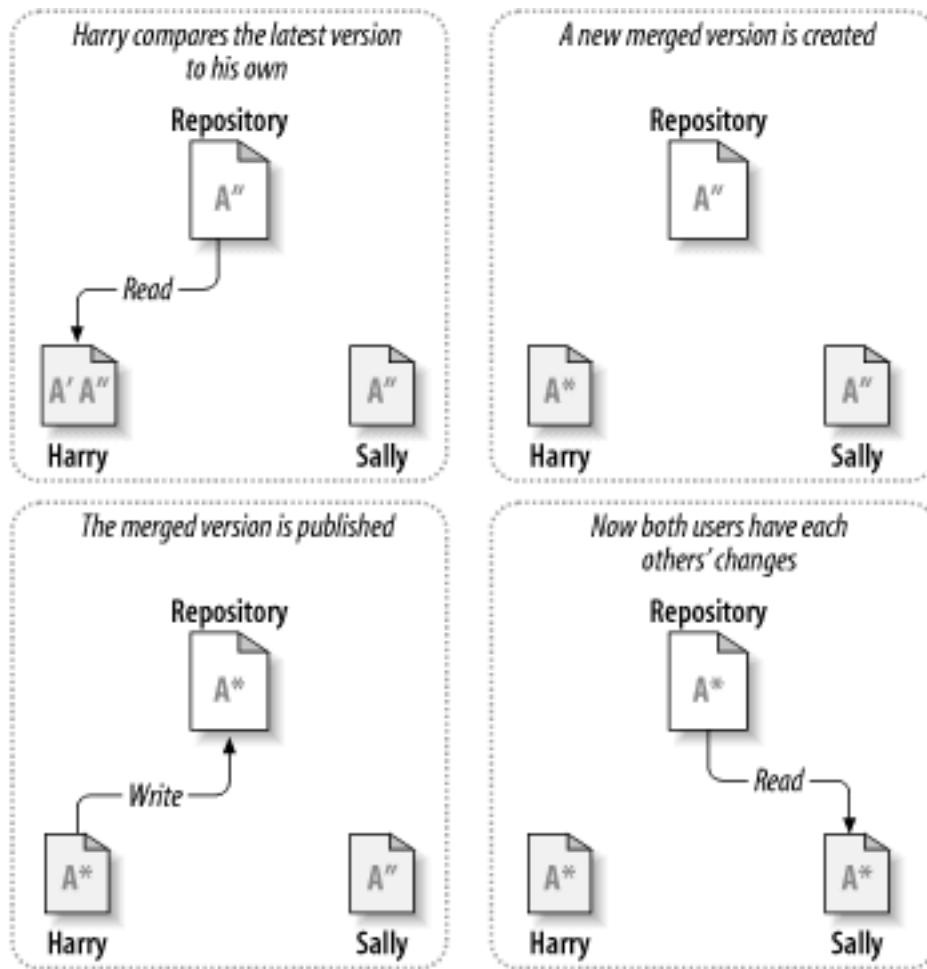 Harry compares the latest version
to his own
Repository
A″
Read
A′ A″
A″
Harry
Sally
A new merged version is created
Repository
A″
A*
A″
Harry
Sally
The merged version is published
Repository
A*
Write
A*
A″
Harry
Sally
Now both users have each
others’ changes
Repository
A*
Read
A*
A*
Harry
Sally